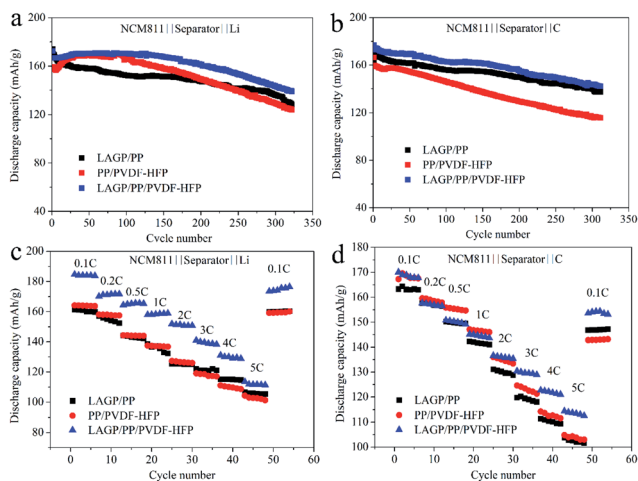 a
NCM811||Separator||Li
Discharge capacity (mAh/g)
200
160
120
80
40
LAGP/PP
PP/PVDF-HFP
LAGP/PP/PVDF-HFP
0 50 100 150 200 250 300 350
Cycle number
b
NCM811||Separator||C
Discharge capacity (mAh/g)
200
160
120
80
40
LAGP/PP
PP/PVDF-HFP
LAGP/PP/PVDF-HFP
0 50 100 150 200 250 300 350
Cycle number
c
NCM811||Separator||Li
Discharge capacity (mAh/g)
200
180
160
140
120
100
80
0.1C
0.2C
0.5C
1C
2C
3C
4C
5C
0.1C
LAGP/PP
PP/PVDF-HFP
LAGP/PP/PVDF-HFP
0 10 20 30 40 50 60
Cycle number
d
NCM811||Separator||C
Discharge capacity (mAh/g)
180
170
160
150
140
130
120
110
100
0.1C
0.2C
0.5C
1C
2C
3C
4C
5C
0.1C
LAGP/PP
PP/PVDF-HFP
LAGP/PP/PVDF-HFP
0 10 20 30 40 50 60
Cycle number